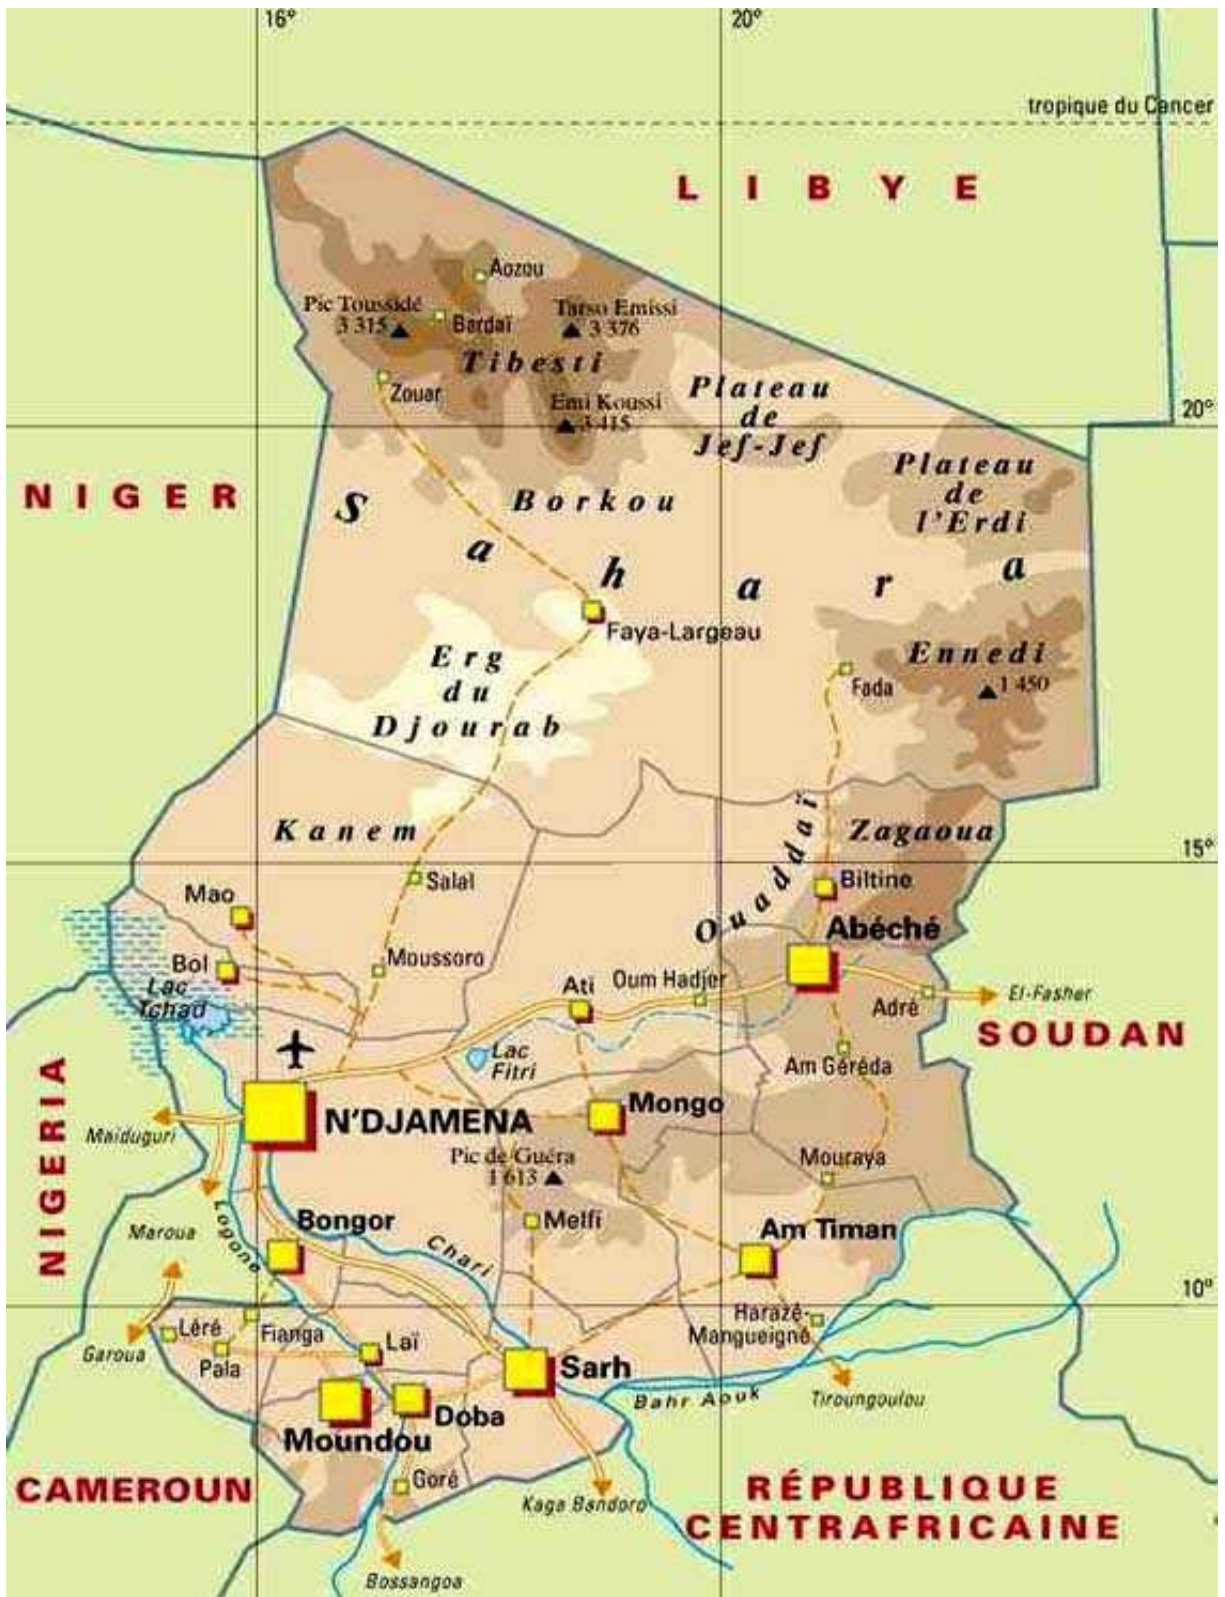 16°
20°
tropique du Cancer
LIBYE
Aozou
Pic Toussidé
3 315
Bardaï
Tarso Emissi
3 376
Tibesti
Zouar
Emi Koussi
3 415
Plateau
de
Jef-Jef
20°
Plateau
de
l'Erdi
NIGER
Borkou
Sahara
Faya-Largeau
Erg
du
Djourab
Ennedi
1 450
Fada
Kanem
Ouaddaï
Zagaoua
15°
Salal
Biltine
Mao
Abéché
Bol
Moussoro
Lac
Tchad
Ati
Oum Hadjer
Adré
El-Fasher
SOUDAN
Lac
Fitri
Am Géréda
NIGERIA
N'DJAMENA
Mongo
Maiduguri
Pic de Guéra
1 613
Mouraya
Maroua
Logone
Bongor
Chari
Melfi
Am Timan
10°
Léré
Fianga
Harazé-
Mangueigne
Garoua
Pala
Laï
Sarh
Bahr Aouk
Tiroungoulou
Doba
Moundou
Goré
CAMEROUN
Kaga Bandoro
RÉPUBLIQUE
CENTRAFRICAINE
Bossangoa